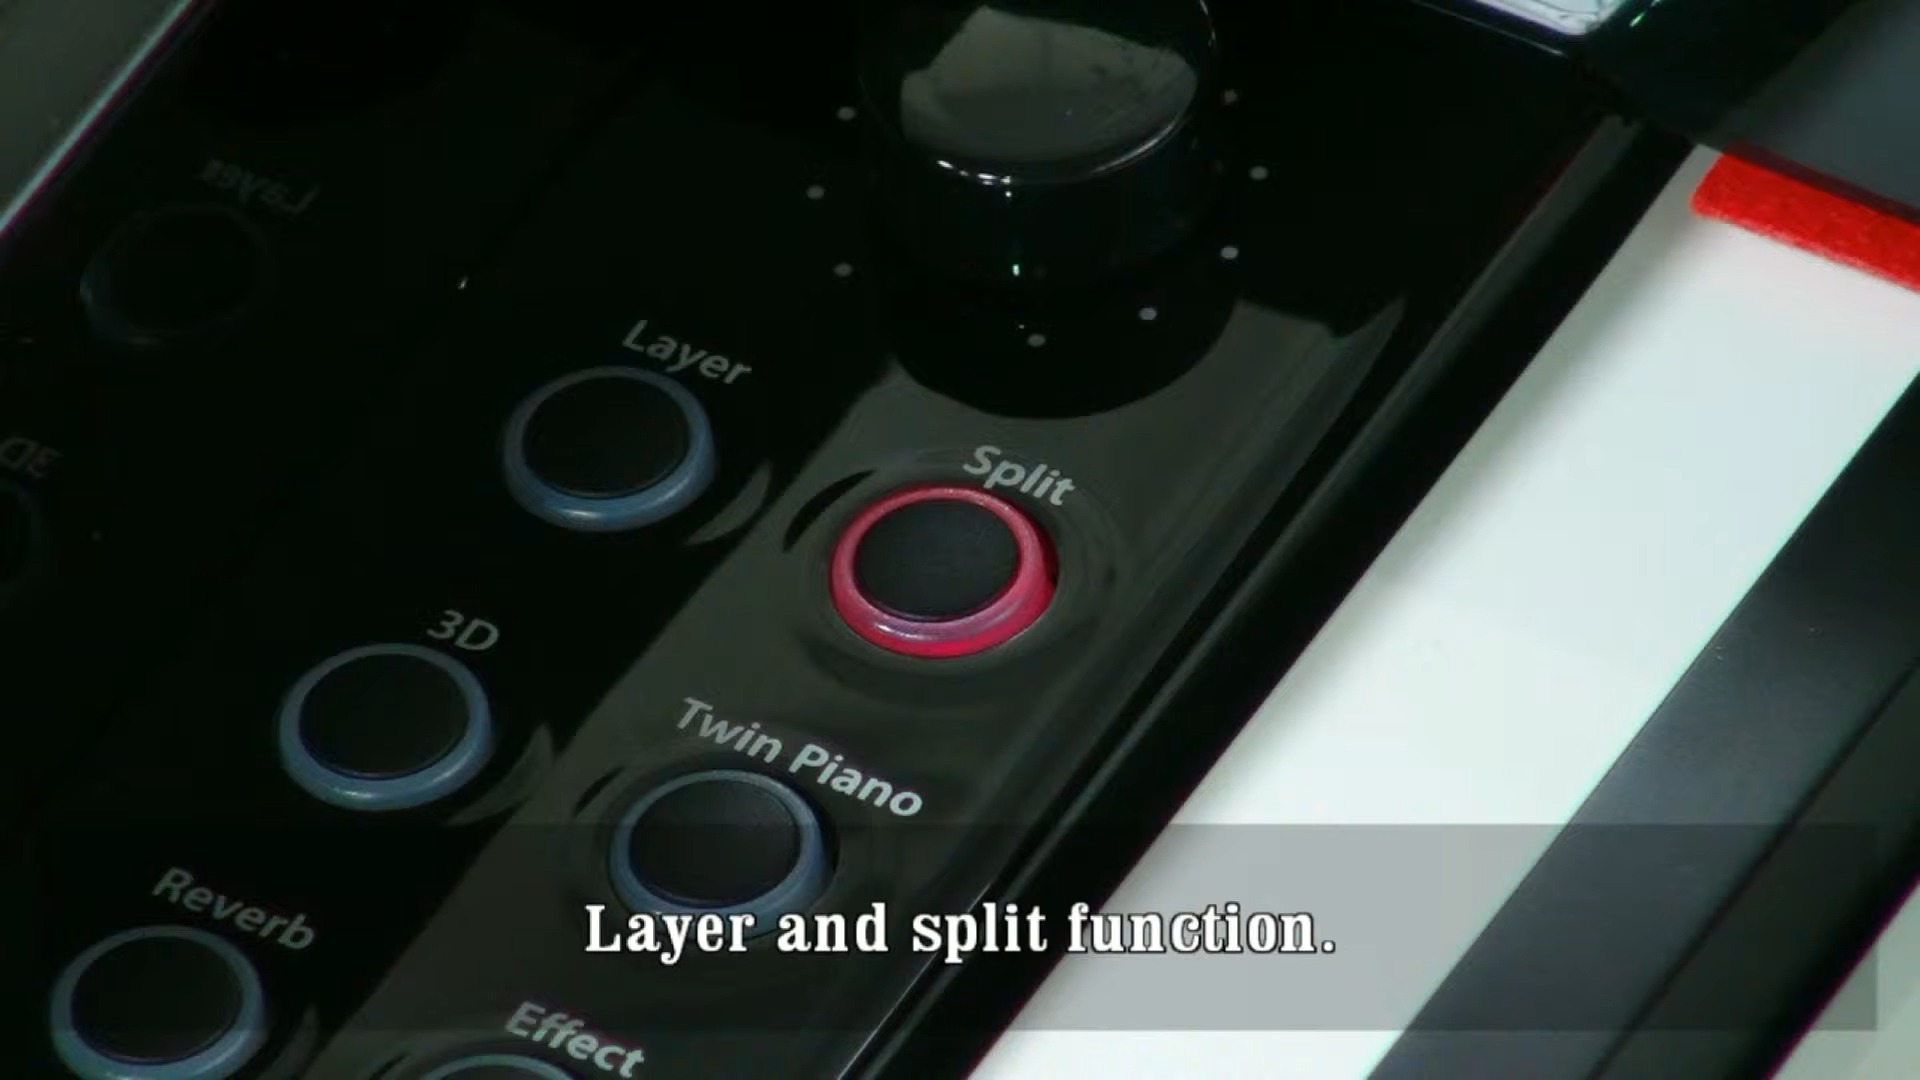 Layer
Split
3D
Twin Piano
Reverb
Effect
Layer and split function.